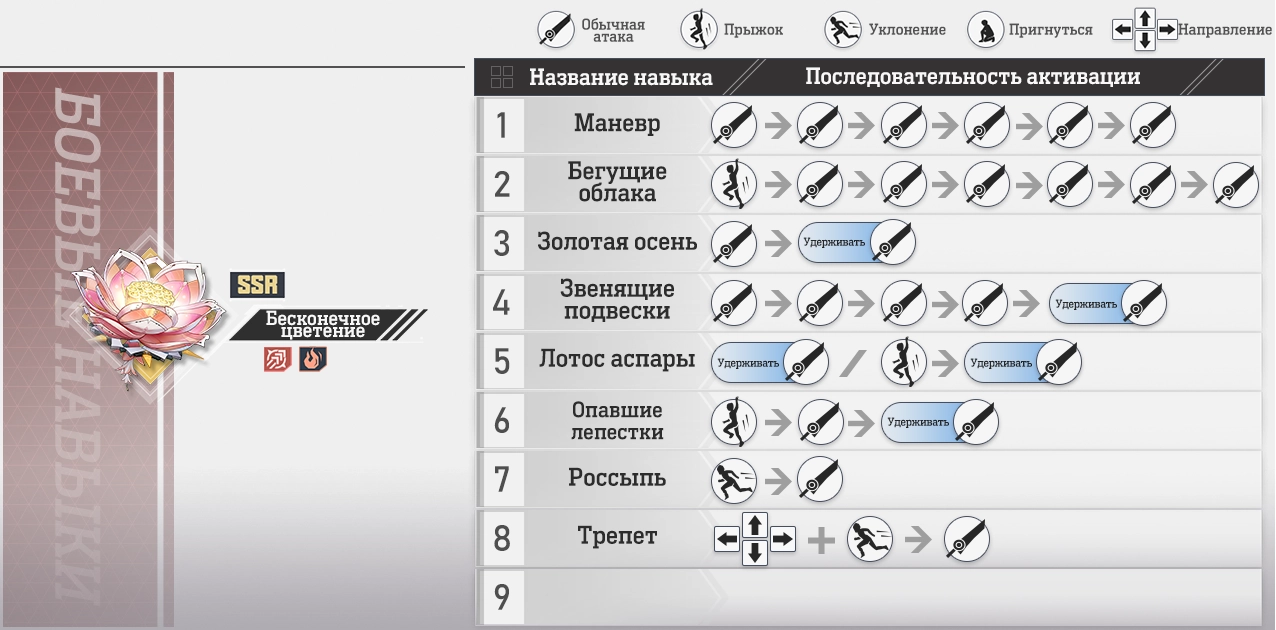 Обычная
атака
Прыжок
Уклонение
Пригнуться
Направление
Название навыка
Последовательность активации
БОЕВЫЕ НАВЫКИ
SSR
Бесконечное
цветение
1
Маневр
2
Бегущие
облака
3
Золотая осень
Удерживать
4
Звенящие
подвески
Удерживать
5
Лотос аспары
Удерживать
Удерживать
6
Опавшие
лепестки
Удерживать
7
Россыпь
8
Трепет
9